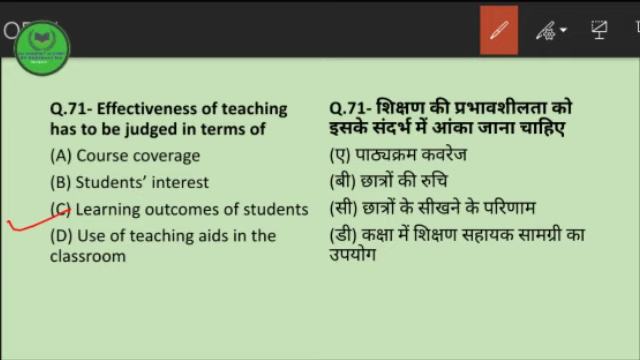 Q.71- Effectiveness of teaching
has to be judged in terms of
(A) Course coverage
(B) Students’ interest
(C) Learning outcomes of students
(D) Use of teaching aids in the
classroom
Q.71- शिक्षण की प्रभावशीलता को
इसके संदर्भ में आंका जाना चाहिए
(ए) पाठ्यक्रम कवरेज
(बी) छात्रों की रुचि
(सी) छात्रों के सीखने के परिणाम
(डी) कक्षा में शिक्षण सहायक सामग्री का
उपयोग